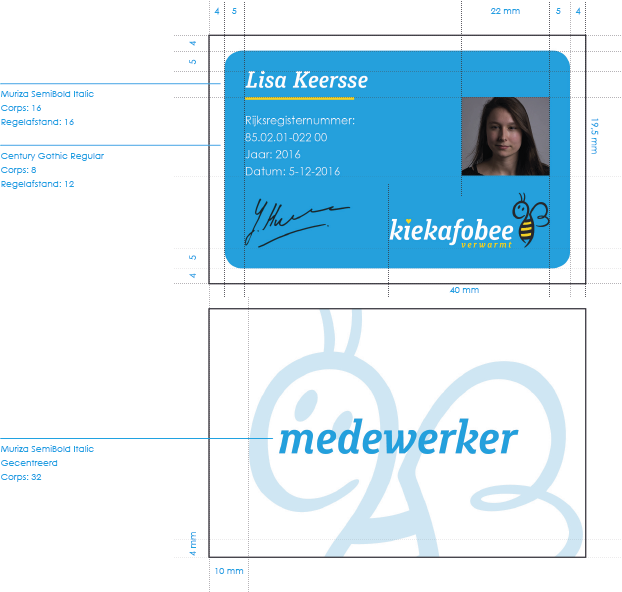 4 5 22 mm 5 4
4
5
Lisa Keersse
Muriza SemiBold Italic
Corps: 16
Regelafstand: 16
Rijksregisternummer:
85.02.01-022 00
Jaar: 2016
Datum: 5-12-2016
19,5 mm
Century Gothic Regular
Corps: 8
Regelafstand: 12
kiekafobee
verwarmt
5
4
40 mm
medewerker
Muriza SemiBold Italic
Gecentreerd
Corps: 32
4 mm
10 mm